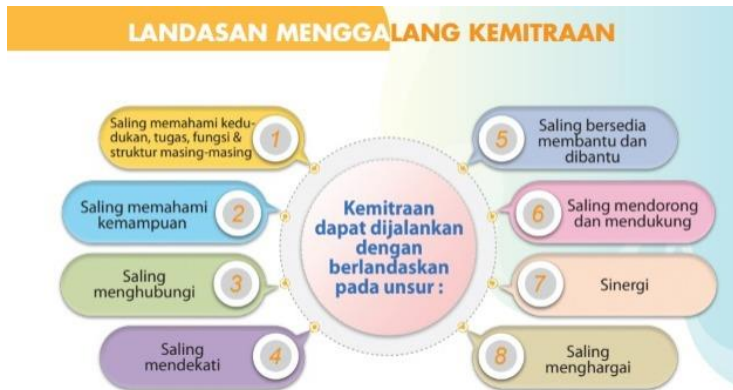 LANDASAN MENGGALANG KEMITRAAN
Kemitraan
dapat dijalankan
dengan
berlandaskan
pada unsur :
Saling memahami kedu-
dukan, tugas, fungsi &
struktur masing-masing
1
Saling memahami
kemampuan
2
Saling
menghubungi
3
Saling
mendekati
4
5
Saling bersedia
membantu dan
dibantu
6
Saling mendorong
dan mendukung
7
Sinergi
8
Saling
menghargai